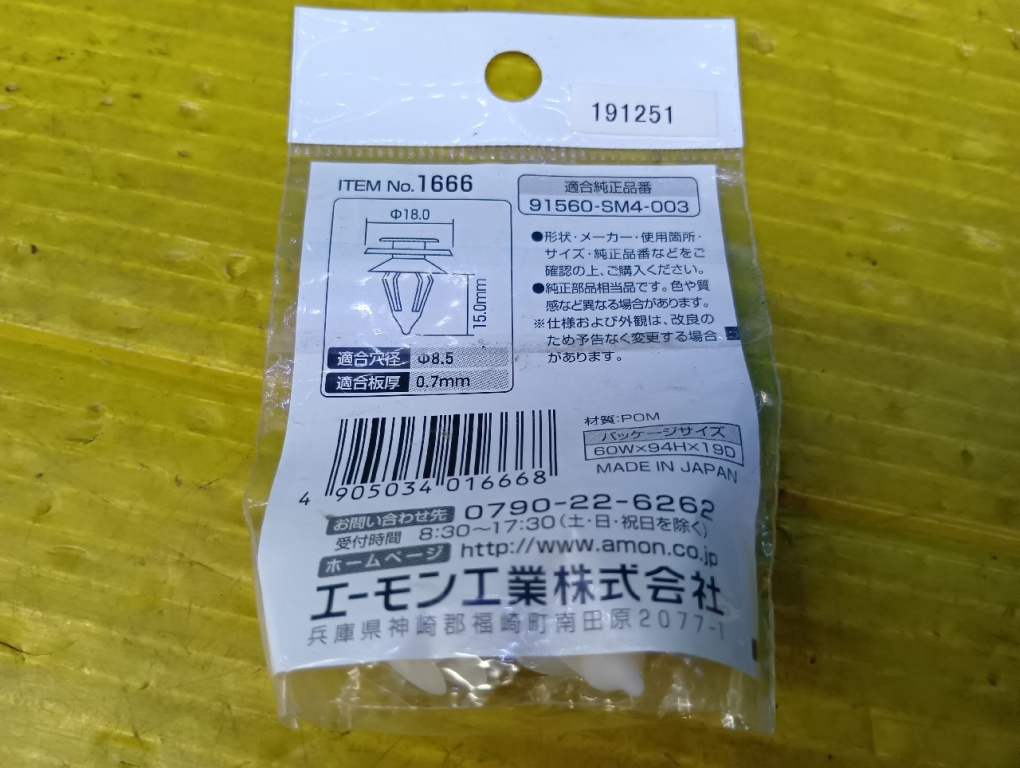 191251
ITEM No.1666
Φ18.0
15.0mm
適合穴径 Φ8.5
適合板厚 0.7mm
適合純正品番
91560-SM4-003
●形状・メーカー・使用箇所・
サイズ・純正品番などをご
確認の上、ご購入ください。
●純正部品相当品です。色や質
感など異なる場合があります。
※仕様および外観は、改良の
ため予告なく変更する場合
があります。
材質:POM
パッケージサイズ
60W×94H×19D
MADE IN JAPAN
4 905034 016668
お問い合わせ先 0790-22-6262
受付時間 8:30～17:30(土・日・祝日を除く)
ホームページ http://www.amon.co.jp
エーモン工業株式会社
兵庫県神崎郡福崎町南田原2077-1